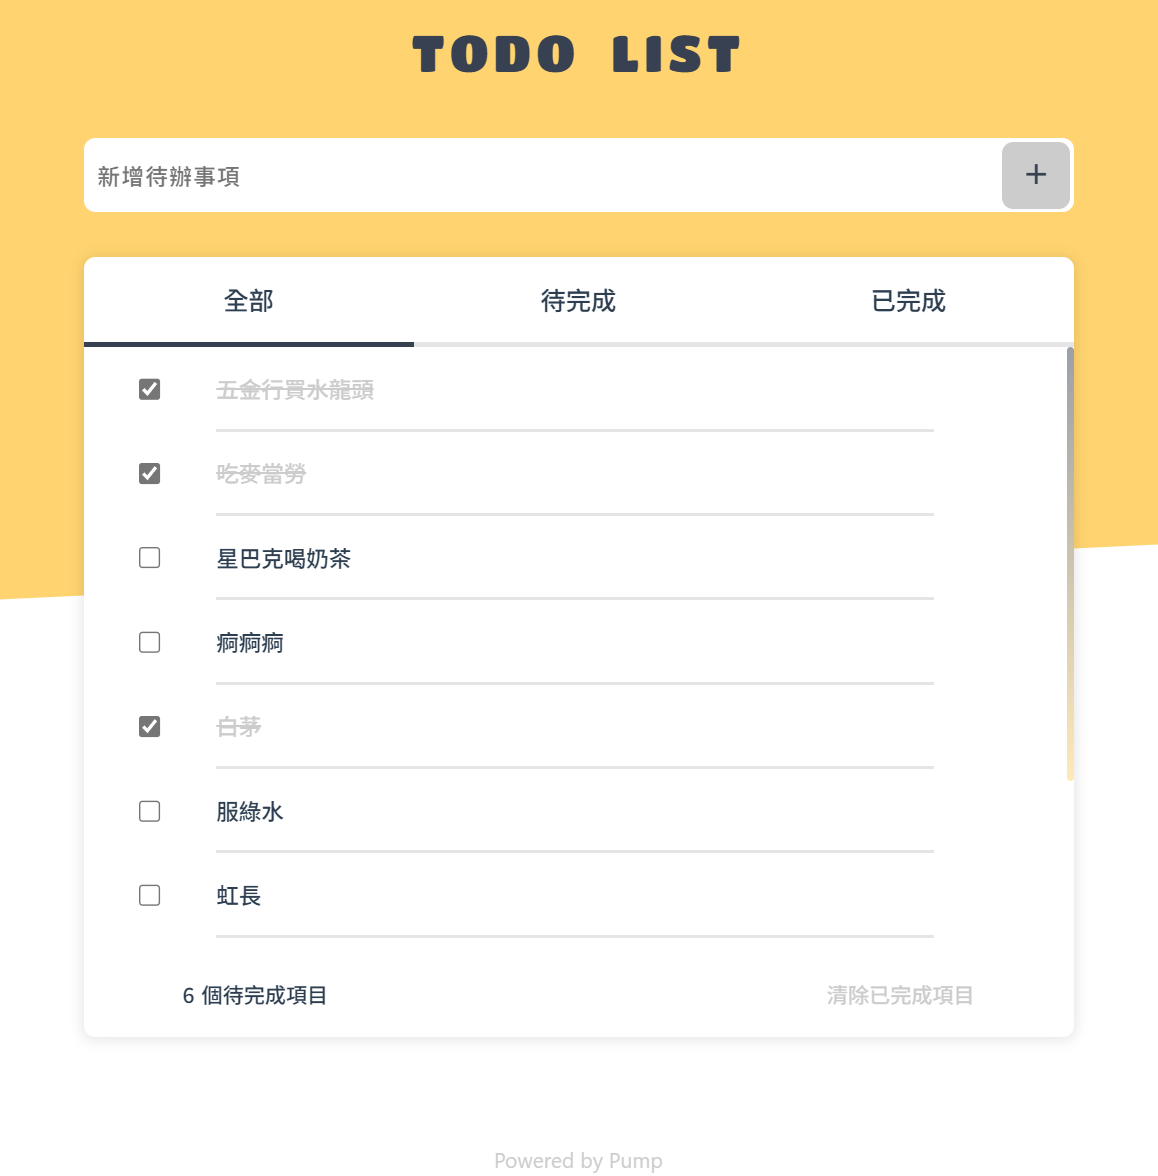 TODO LIST
新增待辦事項
+
全部 待完成 已完成
五金行買水龍頭
吃麥當勞
星巴克喝奶茶
痾痾痾
白茅
服綠水
虹長
6 個待完成項目 清除已完成項目
Powered by Pump